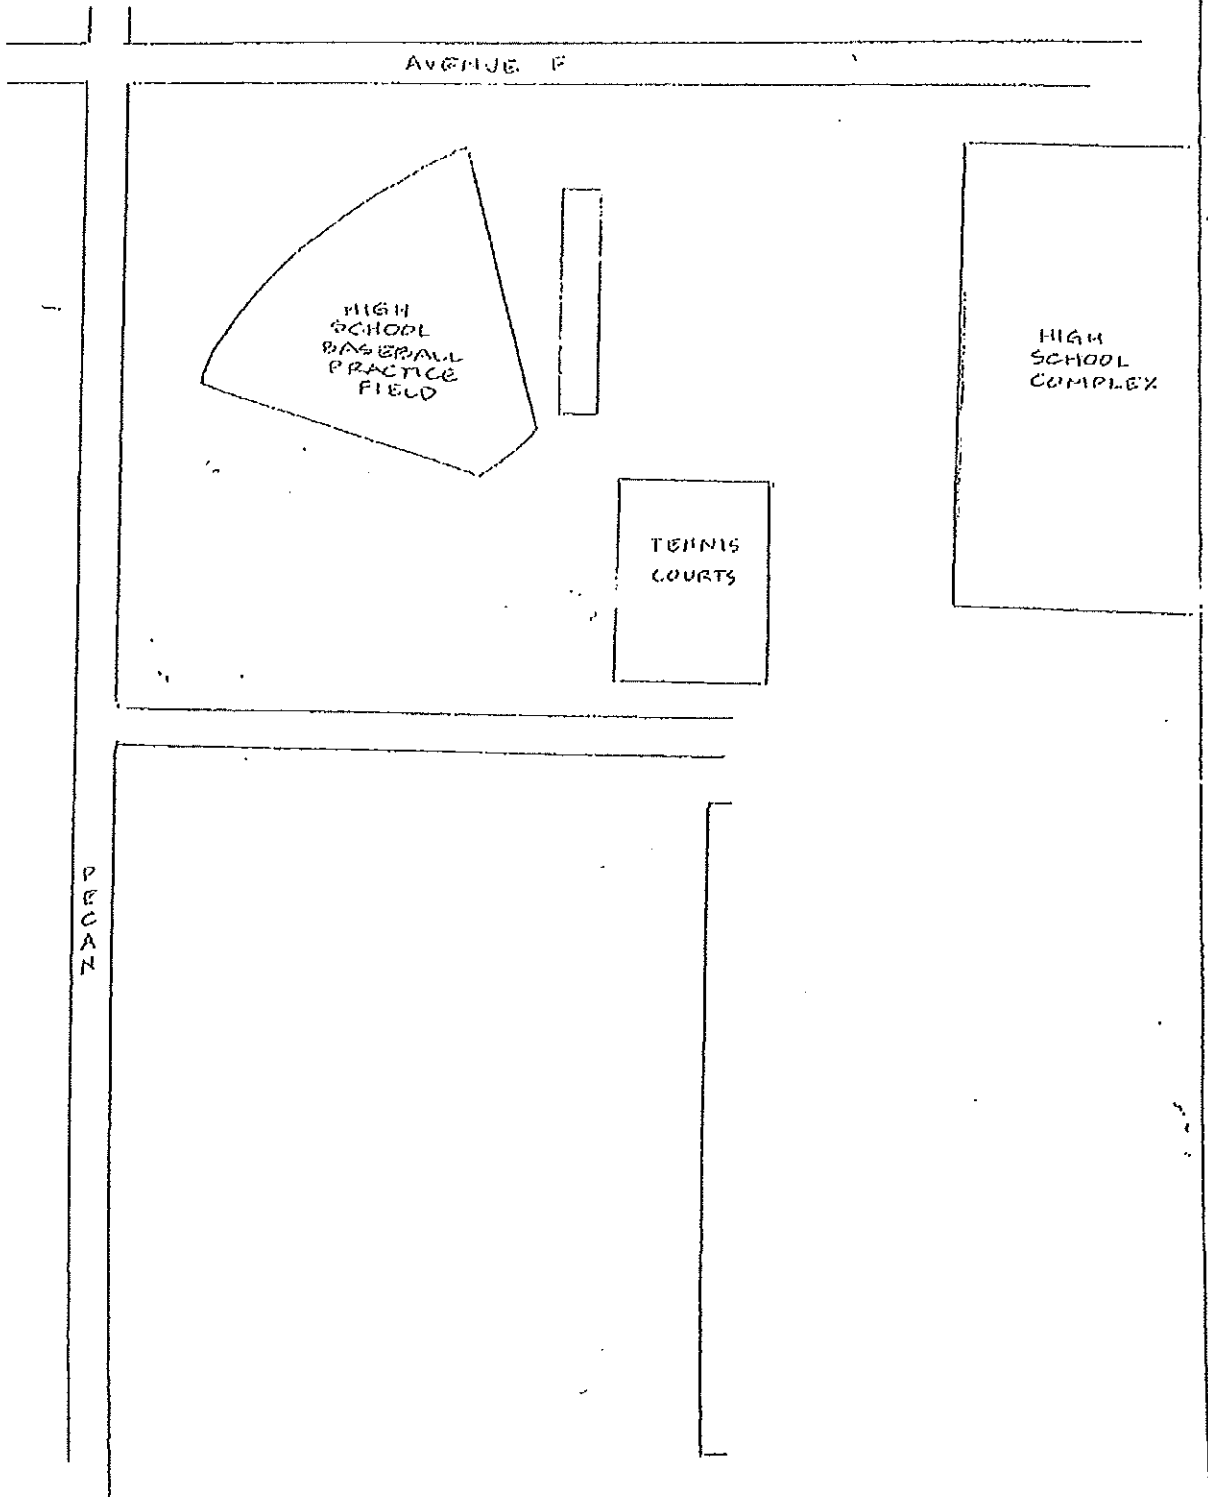 AVENUE F
HIGH
SCHOOL
BASEBALL
PRACTICE
FIELD
HIGH
SCHOOL
COMPLEX
TENNIS
COURTS
PECAN